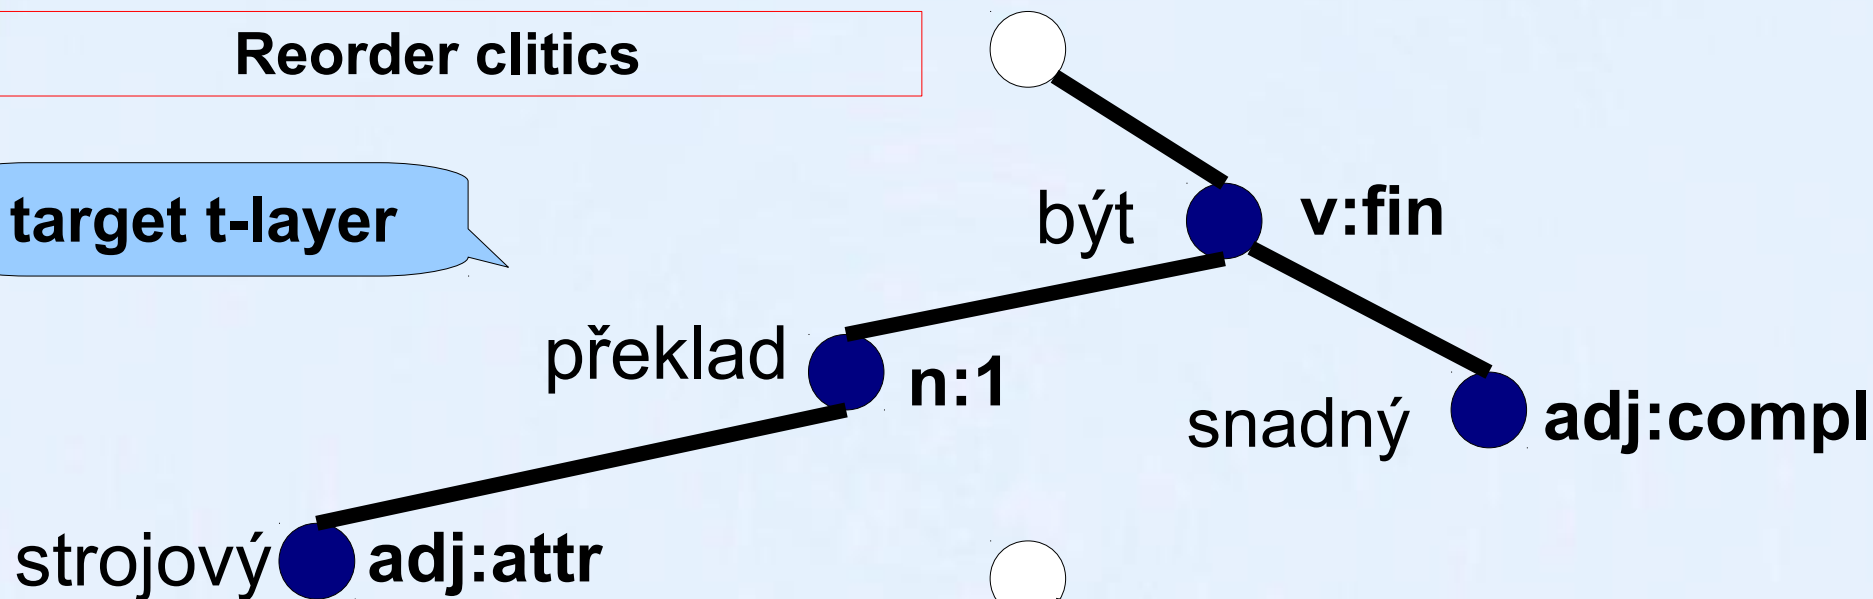 Reorder clitics
target t-layer
být v:fin
překlad n:1
snadný adj:compl
strojový adj:attr